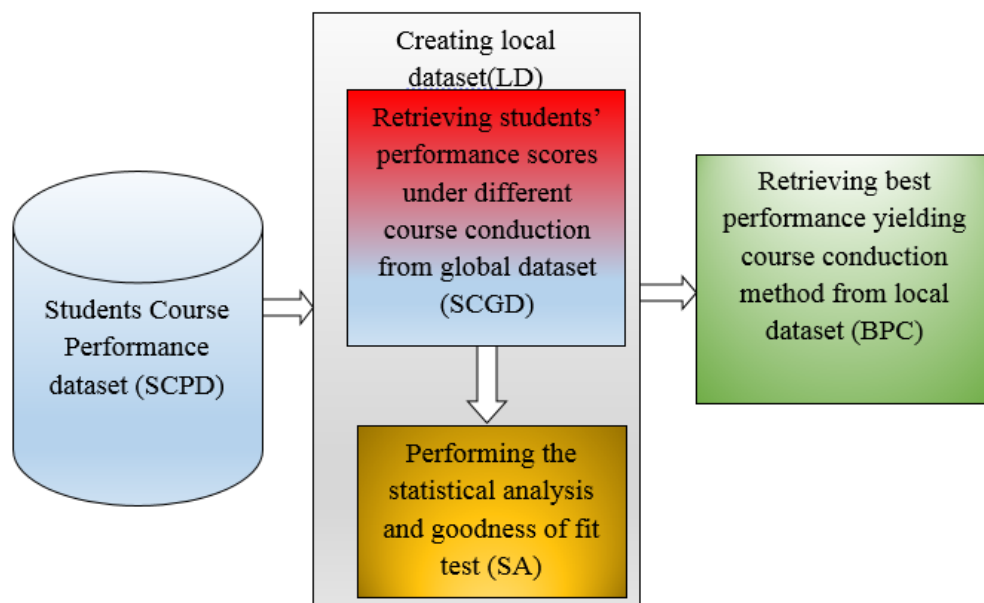 Students Course
Performance
dataset (SCPD)
Creating local
dataset(LD)
Retrieving students’
performance scores
under different
course conduction
from global dataset
(SCGD)
Performing the
statistical analysis
and goodness of fit
test (SA)
Retrieving best
performance yielding
course conduction
method from local
dataset (BPC)